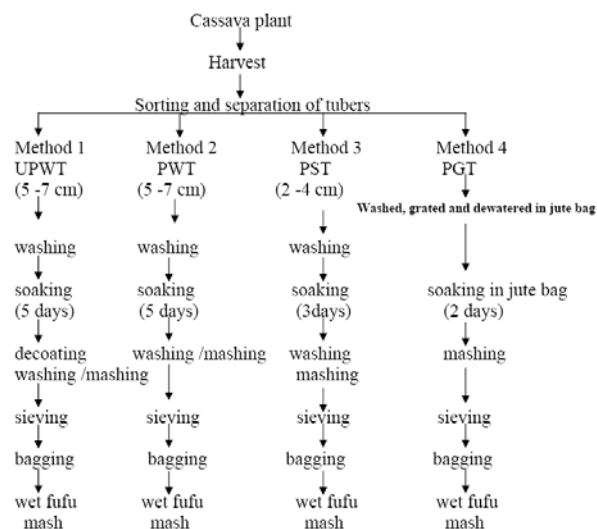 Cassava plant
Harvest
Sorting and separation of tubers
Method 1 Method 2 Method 3 Method 4
UPWT PWT PST PGT
(5 -7 cm) (5 -7 cm) (2 -4 cm)
Washed, grated and dewatered in jute bag
washing washing washing
soaking soaking soaking soaking in jute bag
(5 days) (5 days) (3days) (2 days)
decoating washing /mashing washing mashing
washing /mashing mashing
sieving sieving sieving sieving
bagging bagging bagging bagging
wet fufu wet fufu wet fufu wet fufu
mash mash mash mash